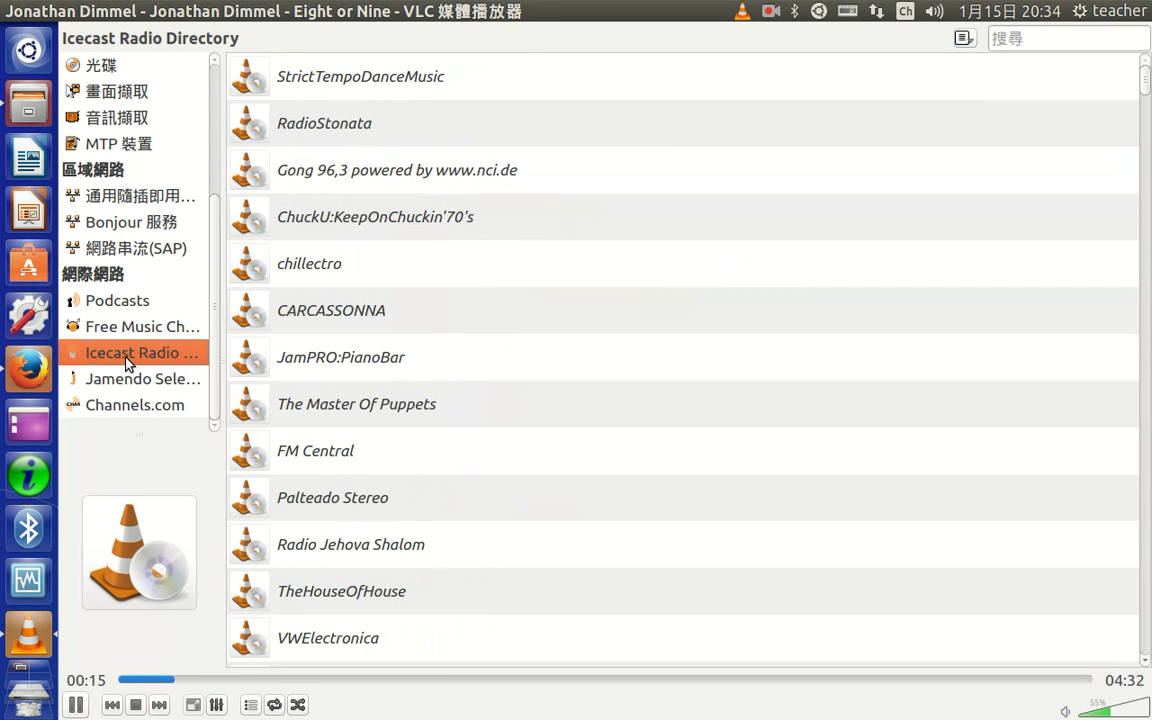 Jonathan Dimmel - Jonathan Dimmel - Eight or Nine - VLC 媒體播放器
Ch
1月15日 20:34
teacher
Icecast Radio Directory
搜尋
光碟
畫面擷取
音訊擷取
MTP 裝置
區域網路
通用隨插即用...
Bonjour 服務
網路串流(SAP)
網際網路
Podcasts
Free Music Ch...
Icecast Radio ...
Jamendo Sele...
Channels.com
StrictTempoDanceMusic
RadioStonata
Gong 96,3 powered by www.nci.de
ChuckU:KeepOnChuckin'70's
chillectro
CARCASSONNA
JamPRO:PianoBar
The Master Of Puppets
FM Central
Palteado Stereo
Radio Jehova Shalom
TheHouseOfHouse
VWElectronica
00:15
04:32
55%